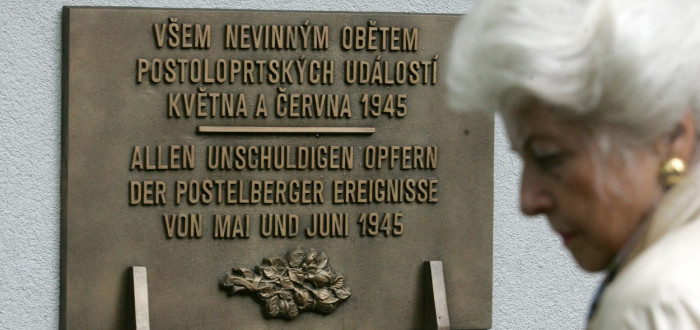 VŠEM NEVINNÝM OBĚTEM
POSTOLOPRTSKÝCH UDÁLOSTÍ
KVĚTNA A ČERVNA 1945
ALLEN UNSCHULDIGEN OPFERN
DER POSTELBERGER EREIGNISSE
VON MAI UND JUNI 1945